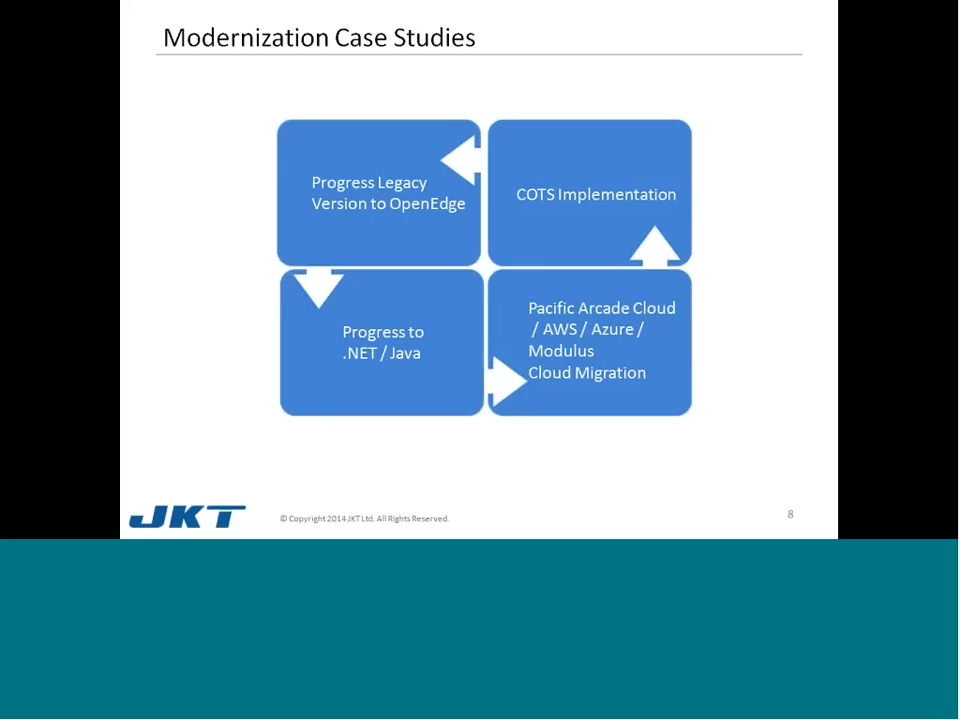 Modernization Case Studies
Progress Legacy
Version to OpenEdge
COTS Implementation
Progress to
.NET / Java
Pacific Arcade Cloud
/ AWS / Azure /
Modulus
Cloud Migration
JKT
© Copyright 2014 JKT Ltd. All Rights Reserved.
8